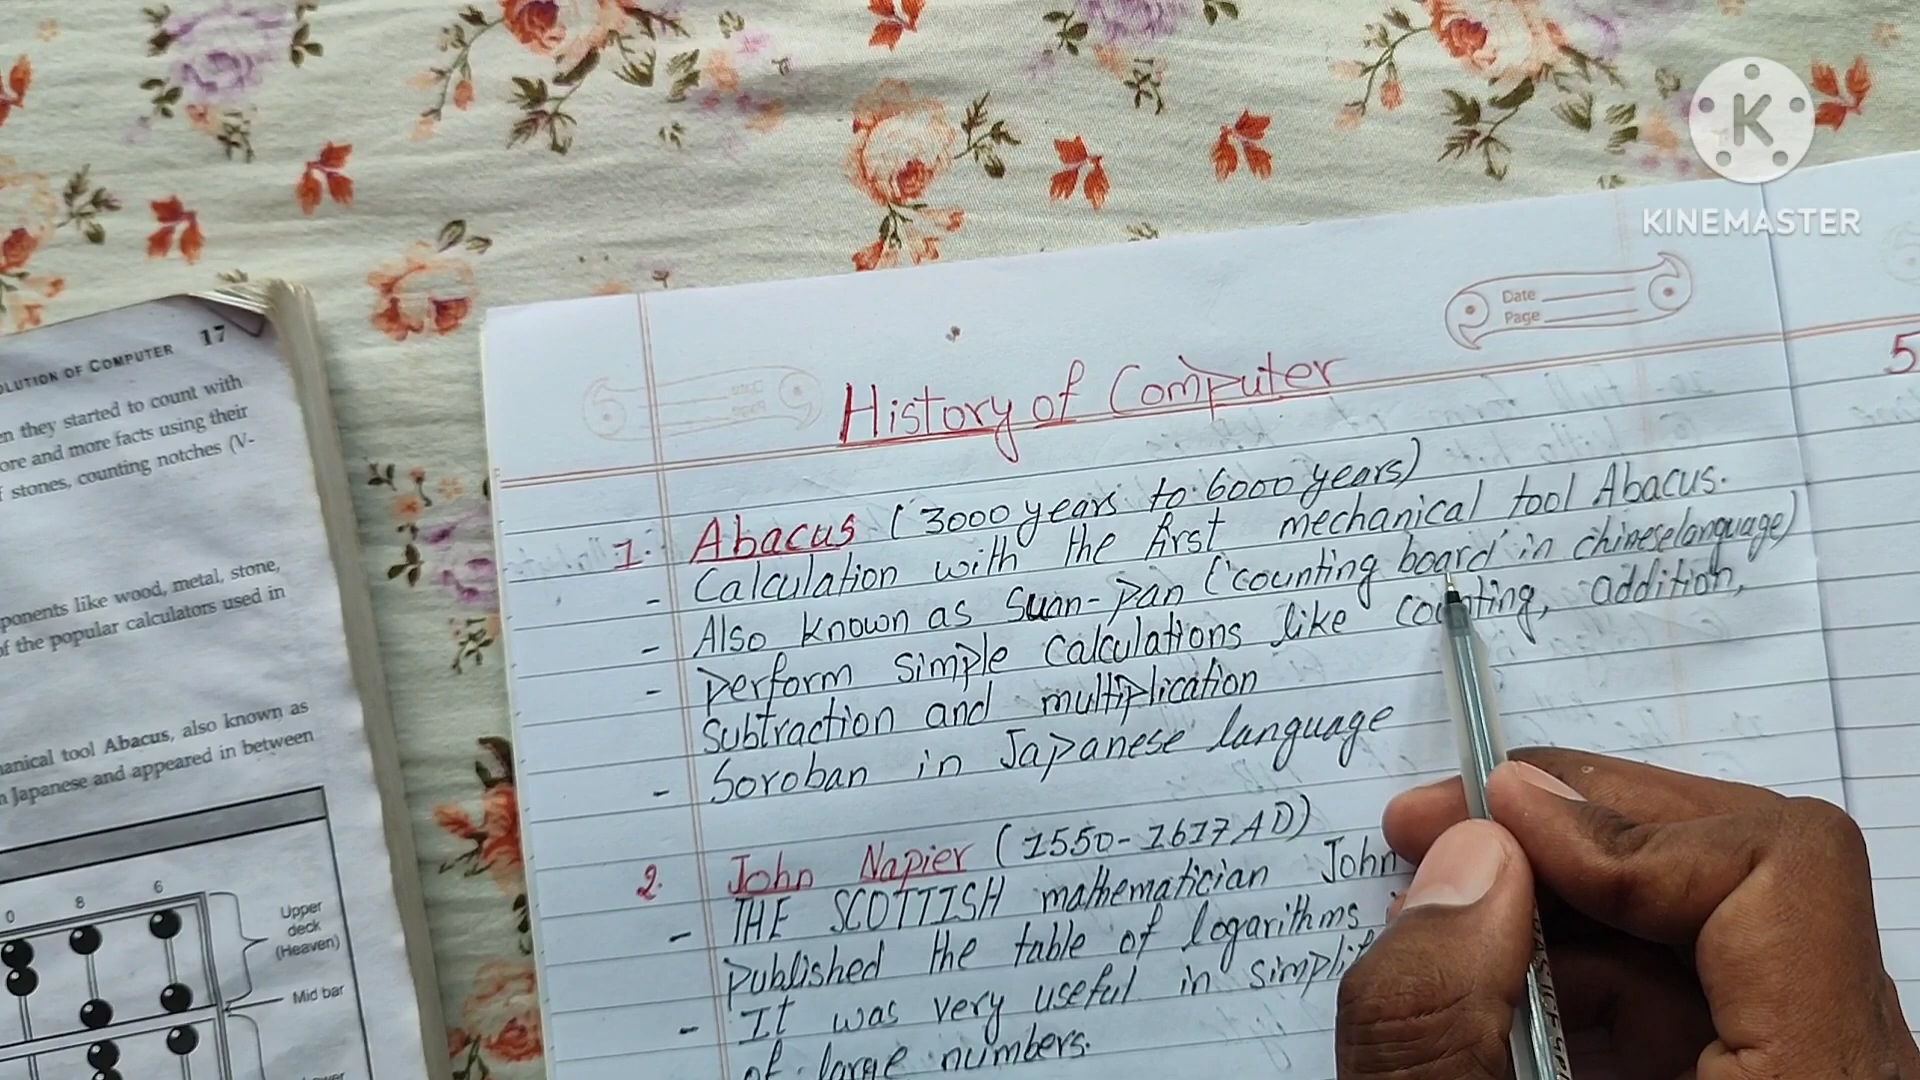 KINEMASTER
OLUTION OF COMPUTER 17
en they started to count with
ore and more facts using their
f stones, counting notches (V-
ponents like wood, metal, stone,
of the popular calculators used in
anical tool Abacus, also known as
n Japanese and appeared in between
0 8 6
Upper
deck
(Heaven)
Mid bar
Date
Page
5
History of Computer
1. Abacus (3000 years to 6000 years)
- Calculation with the first mechanical tool Abacus.
- Also known as Suan-pan ('counting board' in chinese language)
- Perform simple calculations like counting, addition,
subtraction and multiplication
- Soroban in Japanese language
2. John Napier (1550-1617 AD)
- THE SCOTTISH mathematician John
published the table of logarithms
- It was very useful in simplif
of large numbers.